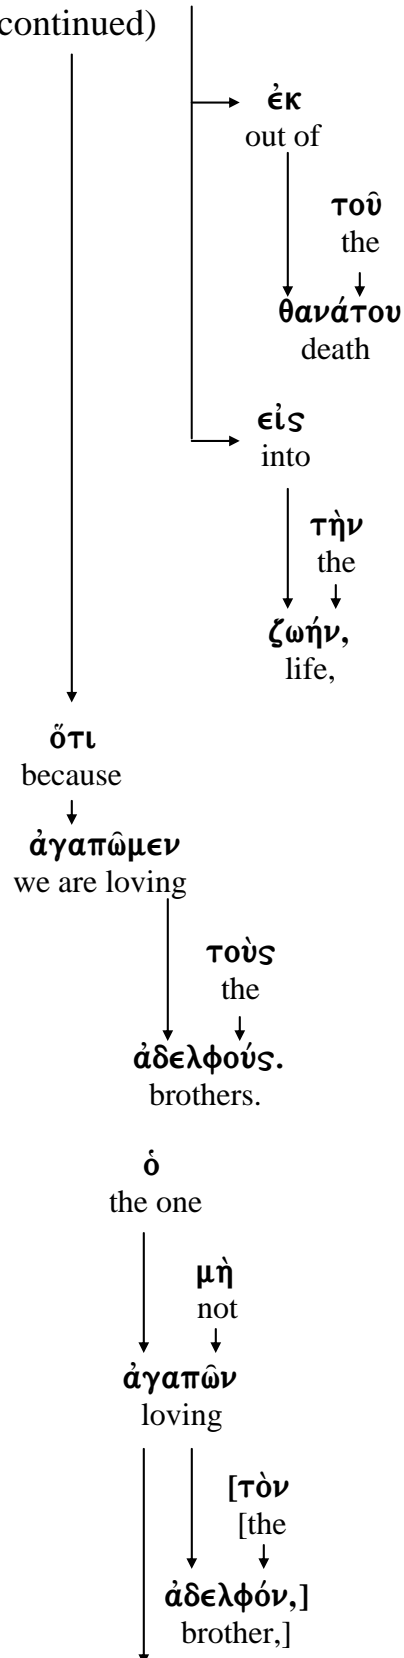 continued)
ἐκ
out of
τοῦ
the
θανάτου
death
εἰς
into
τὴν
the
ζωήν,
life,
ὅτι
because
ἀγαπῶμεν
we are loving
τοὺς
the
ἀδελφούς.
brothers.
ὁ
the one
μὴ
not
ἀγαπῶν
loving
[τὸν
[the
ἀδελφόν,]
brother,]